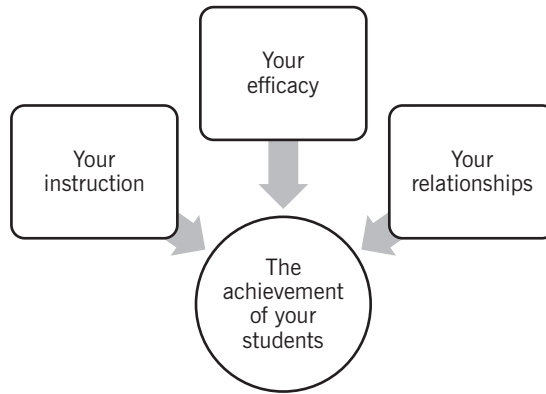 Your
efficacy
Your
instruction
Your
relationships
The
achievement
of your
students